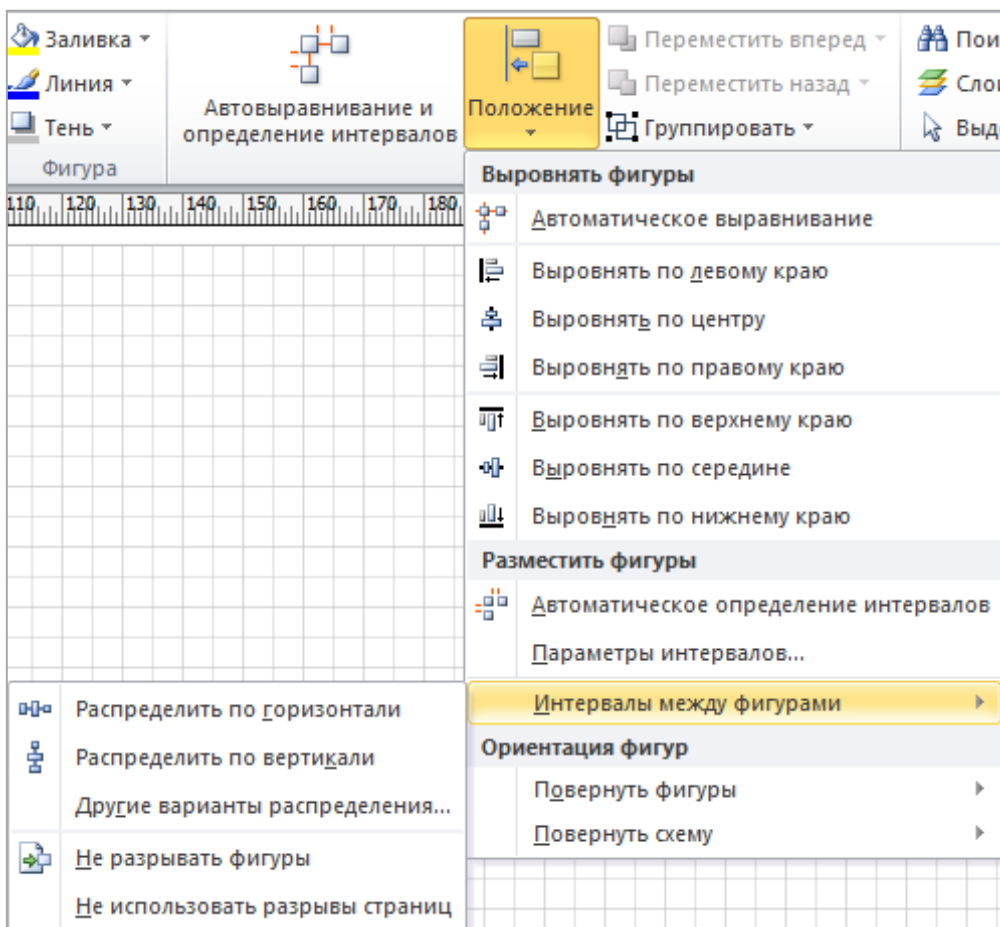 Заливка
Линия
Тень
Фигура
Автовыравнивание и
определение интервалов
Положение
Переместить вперед
Переместить назад
Группировать
110 120 130 140 150 160 170 180
Выровнять фигуры
Автоматическое выравнивание
Выровнять по левому краю
Выровнять по центру
Выровнять по правому краю
Выровнять по верхнему краю
Выровнять по середине
Выровнять по нижнему краю
Разместить фигуры
Автоматическое определение интервалов
Параметры интервалов...
Интервалы между фигурами
Ориентация фигур
Повернуть фигуры
Повернуть схему
Распределить по горизонтали
Распределить по вертикали
Другие варианты распределения...
Не разрывать фигуры
Не использовать разрывы страниц